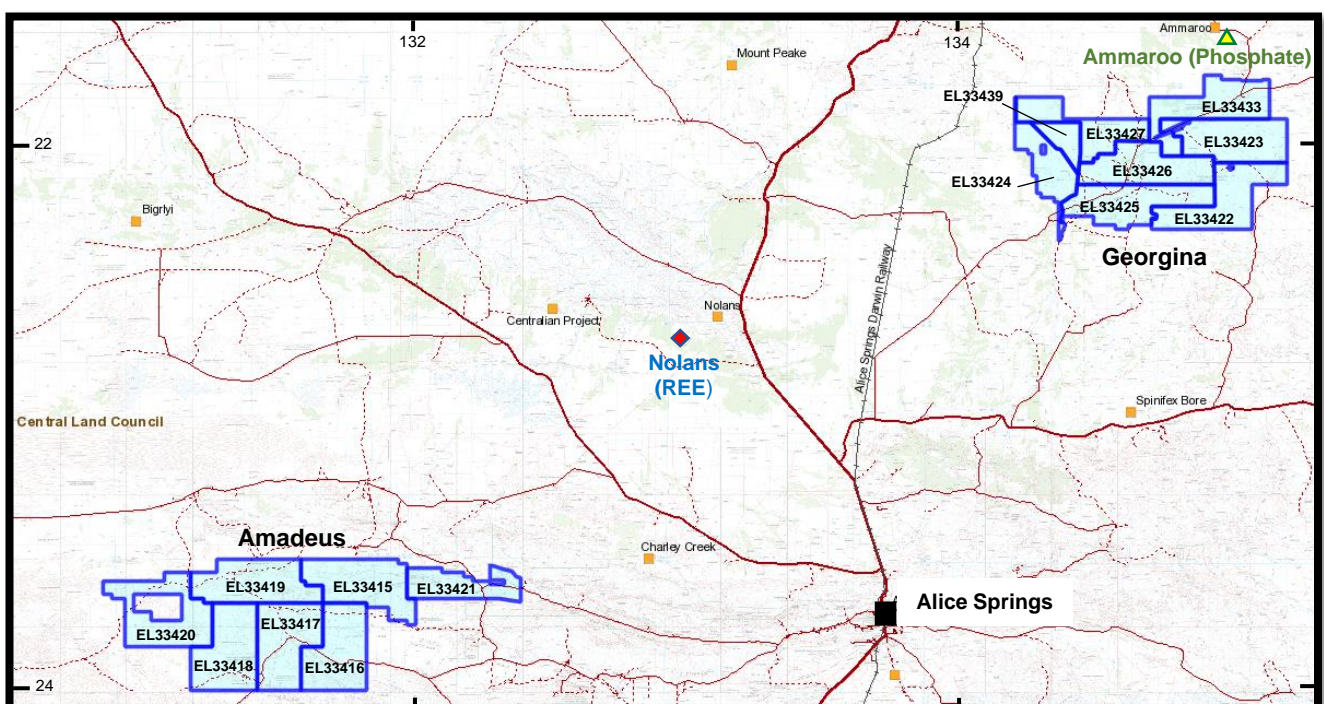 132
134
Ammaroo
Ammaroo (Phosphate)
Mount Peake
EL33439
EL33433
EL33427
EL33423
22
EL33426
EL33424
EL33425
EL33422
Bigrlyi
Georgina
Alice Springs Darwin Railway
Nolans
Centralian Project
Nolans
(REE)
Spinifex Bore
Central Land Council
Amadeus
Charley Creek
EL33419
EL33415
EL33421
Alice Springs
EL33420
EL33417
EL33418
EL33416
24